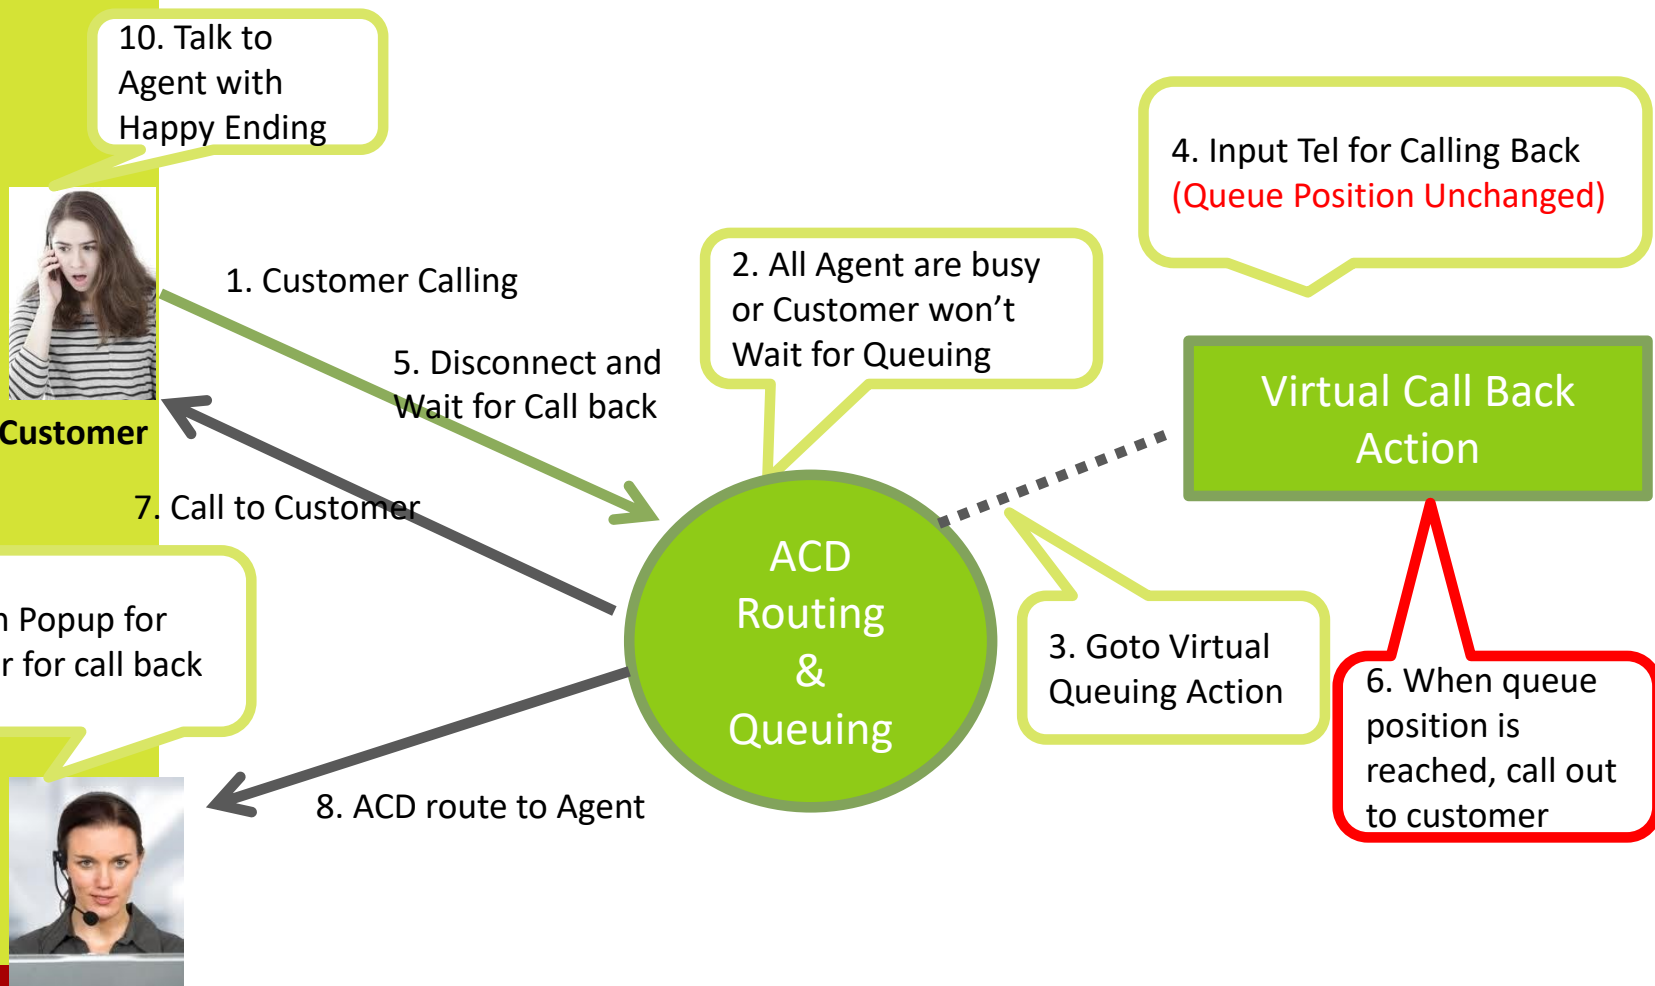 10. Talk to
Agent with
Happy Ending
4. Input Tel for Calling Back
(Queue Position Unchanged)
1. Customer Calling
2. All Agent are busy
or Customer won’t
Wait for Queuing
5. Disconnect and
Wait for Call back
Virtual Call Back
Action
Customer
7. Call to Customer
ACD
Routing
&
Queuing
Popup for
for call back
3. Goto Virtual
Queuing Action
6. When queue
position is
reached, call out
to customer
8. ACD route to Agent